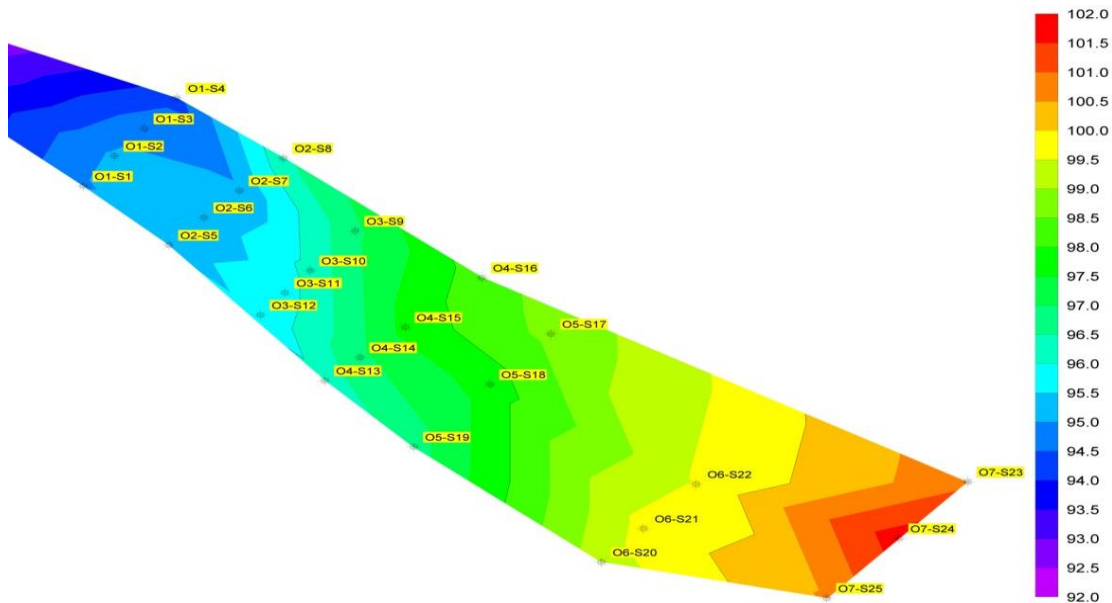 102.0
O1-S4
101.5
O1-S3
101.0
O1-S2
O2-S8
100.5
O1-S1
O2-S7
100.0
O2-S6
99.5
O3-S9
O2-S5
99.0
O3-S10
O4-S16
98.5
O3-S11
98.0
O3-S12
O4-S15
O5-S17
97.5
O4-S14
97.0
O4-S13
O5-S18
96.5
96.0
O5-S19
95.5
O6-S22
O7-S23
95.0
94.5
O6-S21
94.0
O7-S24
93.5
O6-S20
93.0
O7-S25
92.5
92.0